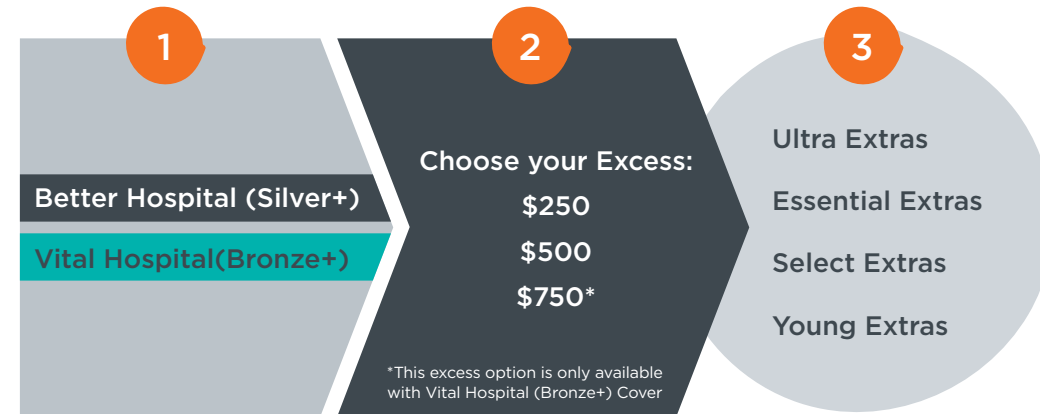 1
Better Hospital (Silver+)
Vital Hospital(Bronze+)
2
Choose your Excess:
$250
$500
$750*
*This excess option is only available
with Vital Hospital (Bronze+) Cover
3
Ultra Extras
Essential Extras
Select Extras
Young Extras